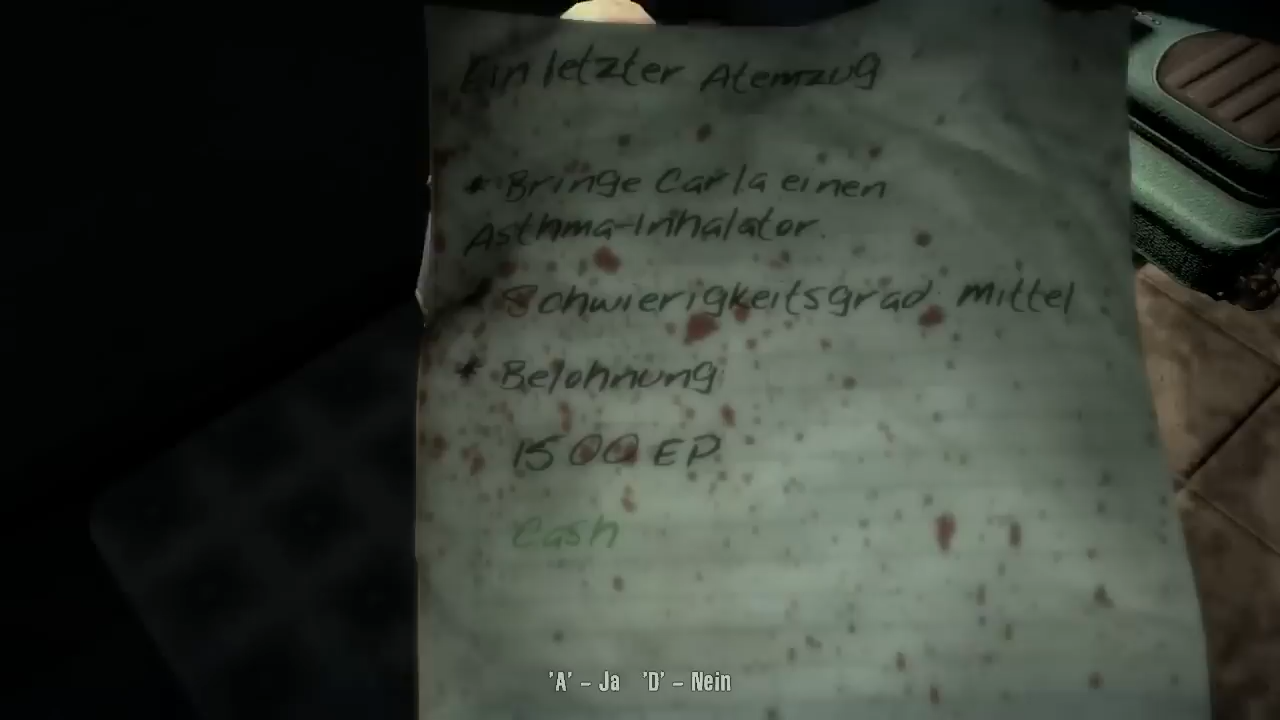 Ein letzter Atemzug
* Bringe Carla einen
Asthma-Inhalator.
* Schwierigkeitsgrad: Mittel
* Belohnung
1500 EP
Cash
'A' – Ja 'D' – Nein